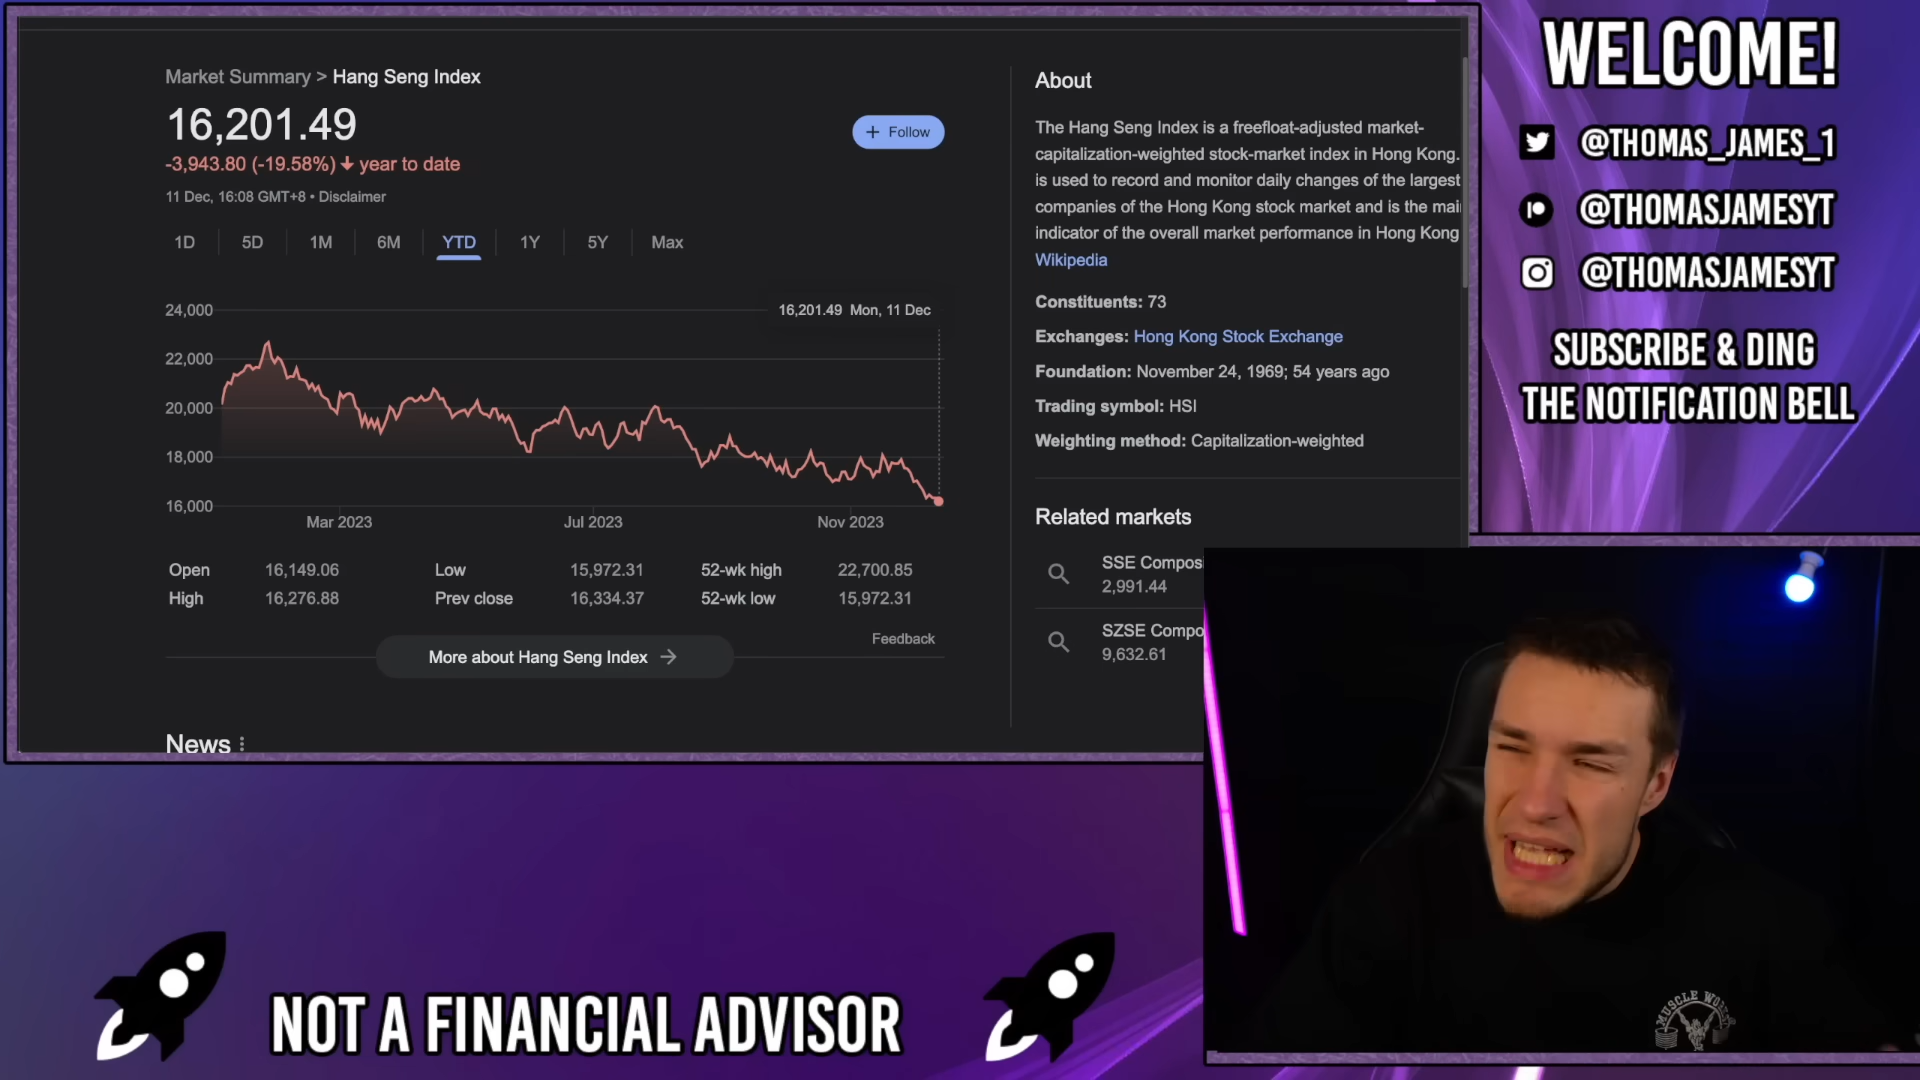 Market Summary > Hang Seng Index
16,201.49
-3,943.80 (-19.58%) ↓ year to date
11 Dec, 16:08 GMT+8 • Disclaimer
+ Follow
1D 5D 1M 6M YTD 1Y 5Y Max
16,201.49 Mon, 11 Dec
24,000
22,000
20,000
18,000
16,000
Mar 2023 Jul 2023 Nov 2023
Open 16,149.06 Low 15,972.31 52-wk high 22,700.85
High 16,276.88 Prev close 16,334.37 52-wk low 15,972.31
Feedback
More about Hang Seng Index →
News
About
The Hang Seng Index is a freefloat-adjusted market-
capitalization-weighted stock-market index in Hong Kong.
is used to record and monitor daily changes of the largest
companies of the Hong Kong stock market and is the mai
indicator of the overall market performance in Hong Kong
Wikipedia
Constituents: 73
Exchanges: Hong Kong Stock Exchange
Foundation: November 24, 1969; 54 years ago
Trading symbol: HSI
Weighting method: Capitalization-weighted
Related markets
SSE Compos
2,991.44
SZSE Compo
9,632.61
WELCOME!
@THOMAS_JAMES_1
@THOMASJAMESYT
@THOMASJAMESYT
SUBSCRIBE & DING
THE NOTIFICATION BELL
NOT A FINANCIAL ADVISOR
MUSCLE